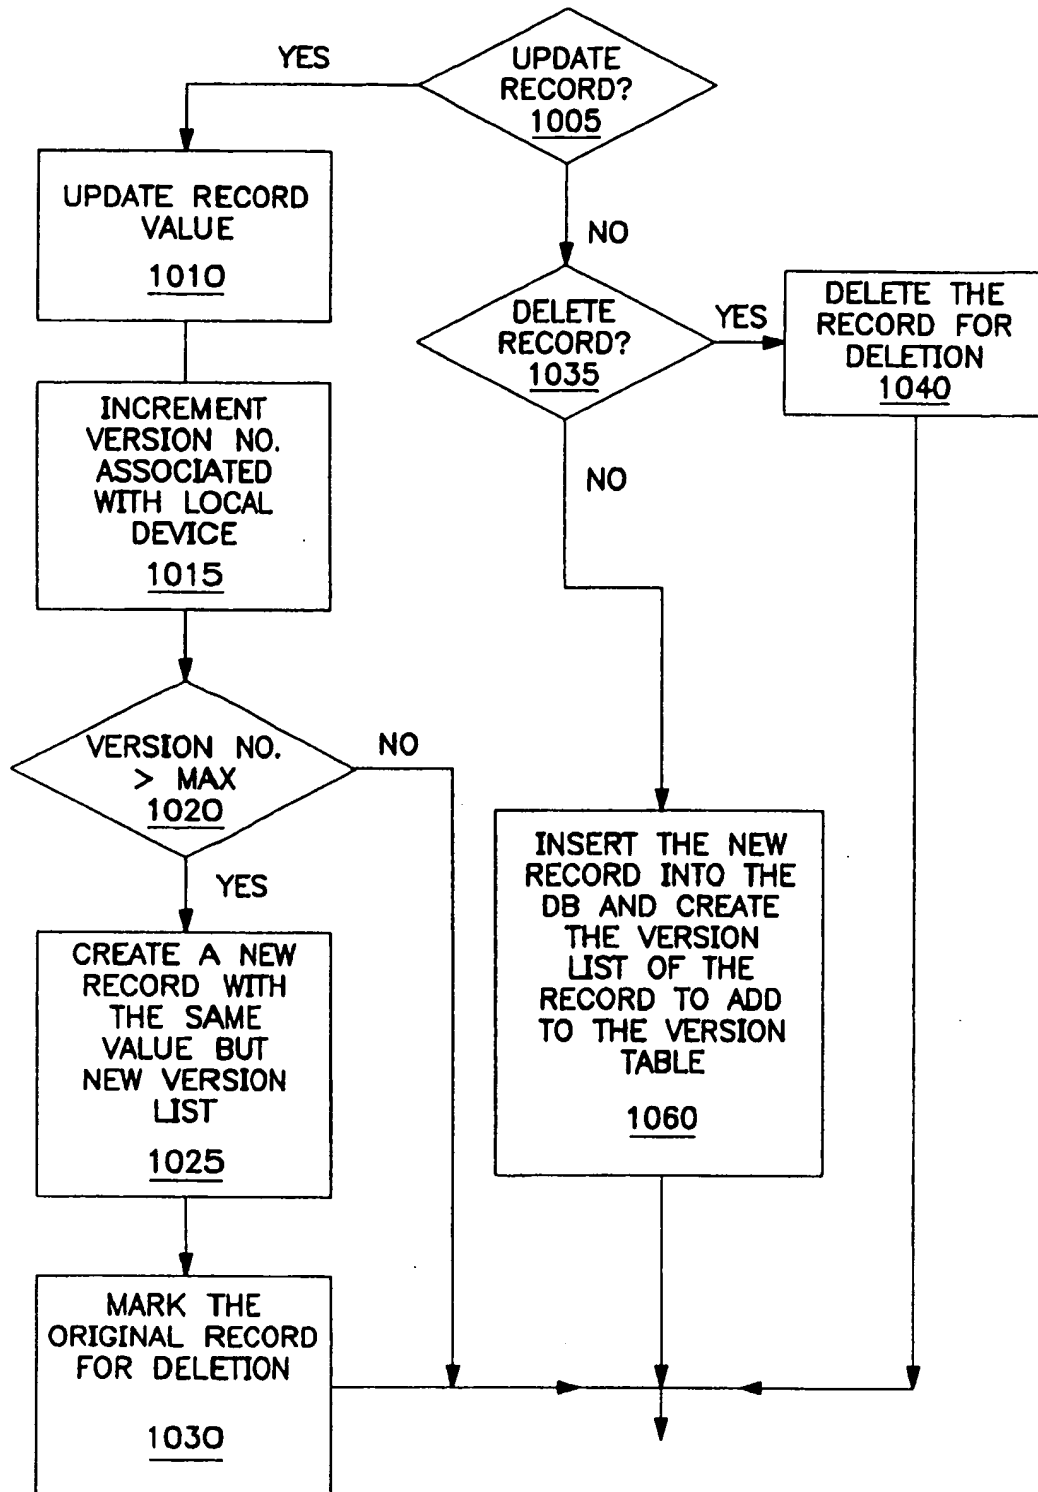 YES
UPDATE
RECORD?
1005
UPDATE RECORD
VALUE
1010
NO
DELETE
RECORD?
1035
YES
DELETE THE
RECORD FOR
DELETION
1040
INCREMENT
VERSION NO.
ASSOCIATED
WITH LOCAL
DEVICE
1015
NO
VERSION NO.
> MAX
1020
NO
YES
INSERT THE NEW
RECORD INTO THE
DB AND CREATE
THE VERSION
LIST OF THE
RECORD TO ADD
TO THE VERSION
TABLE
1060
CREATE A NEW
RECORD WITH
THE SAME
VALUE BUT
NEW VERSION
LIST
1025
MARK THE
ORIGINAL RECORD
FOR DELETION
1030